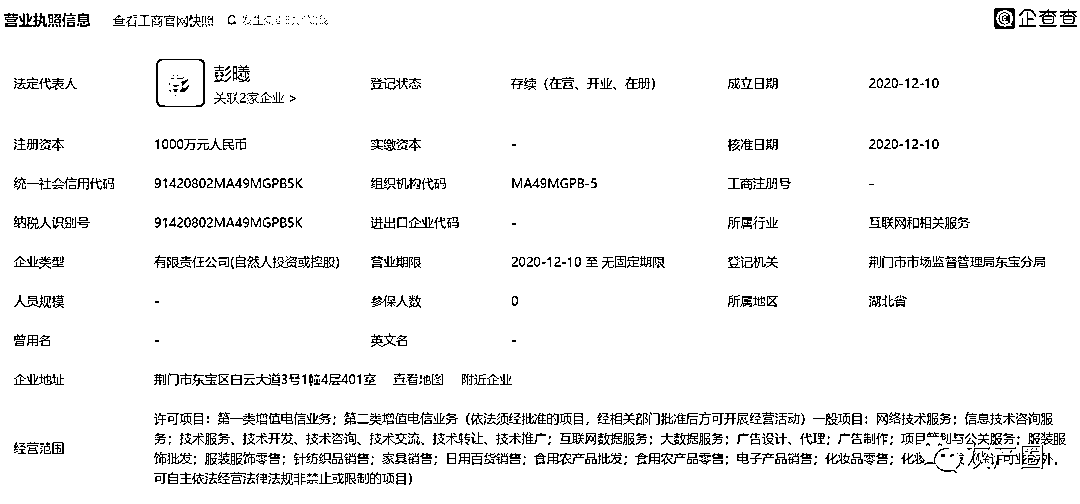 营业执照信息 查看工商官网快照 企查查
法定代表人 彭曦 关联2家企业 > 登记状态 存续（在营、开业、在册） 成立日期 2020-12-10
注册资本 1000万元人民币 实缴资本 - 核准日期 2020-12-10
统一社会信用代码 91420802MA49MGPB5K 组织机构代码 MA49MGPB-5 工商注册号 -
纳税人识别号 91420802MA49MGPB5K 进出口企业代码 - 所属行业 互联网和相关服务
企业类型 有限责任公司(自然人投资或控股) 营业期限 2020-12-10 至 无固定期限 登记机关 荆门市市场监督管理局东宝分局
人员规模 - 参保人数 0 所属地区 湖北省
曾用名 - 英文名 -
企业地址 荆门市东宝区白云大道3号1幢4层401室 查看地图 附近企业
经营范围 许可项目：第一类增值电信业务；第二类增值电信业务（依法须经批准的项目，经相关部门批准后方可开展经营活动）一般项目：网络技术服务；信息技术咨询服
务；技术服务、技术开发、技术咨询、技术交流、技术转让、技术推广；互联网数据服务；大数据服务；广告设计、代理；广告制作；项目策划与公关服务；服装服
饰批发；服装服饰零售；针纺织品销售；家具销售；日用百货销售；食用农产品批发；食用农产品零售；电子产品销售；化妆品零售；化妆
可自主依法经营法律法规非禁止或限制的项目）
灰产圈